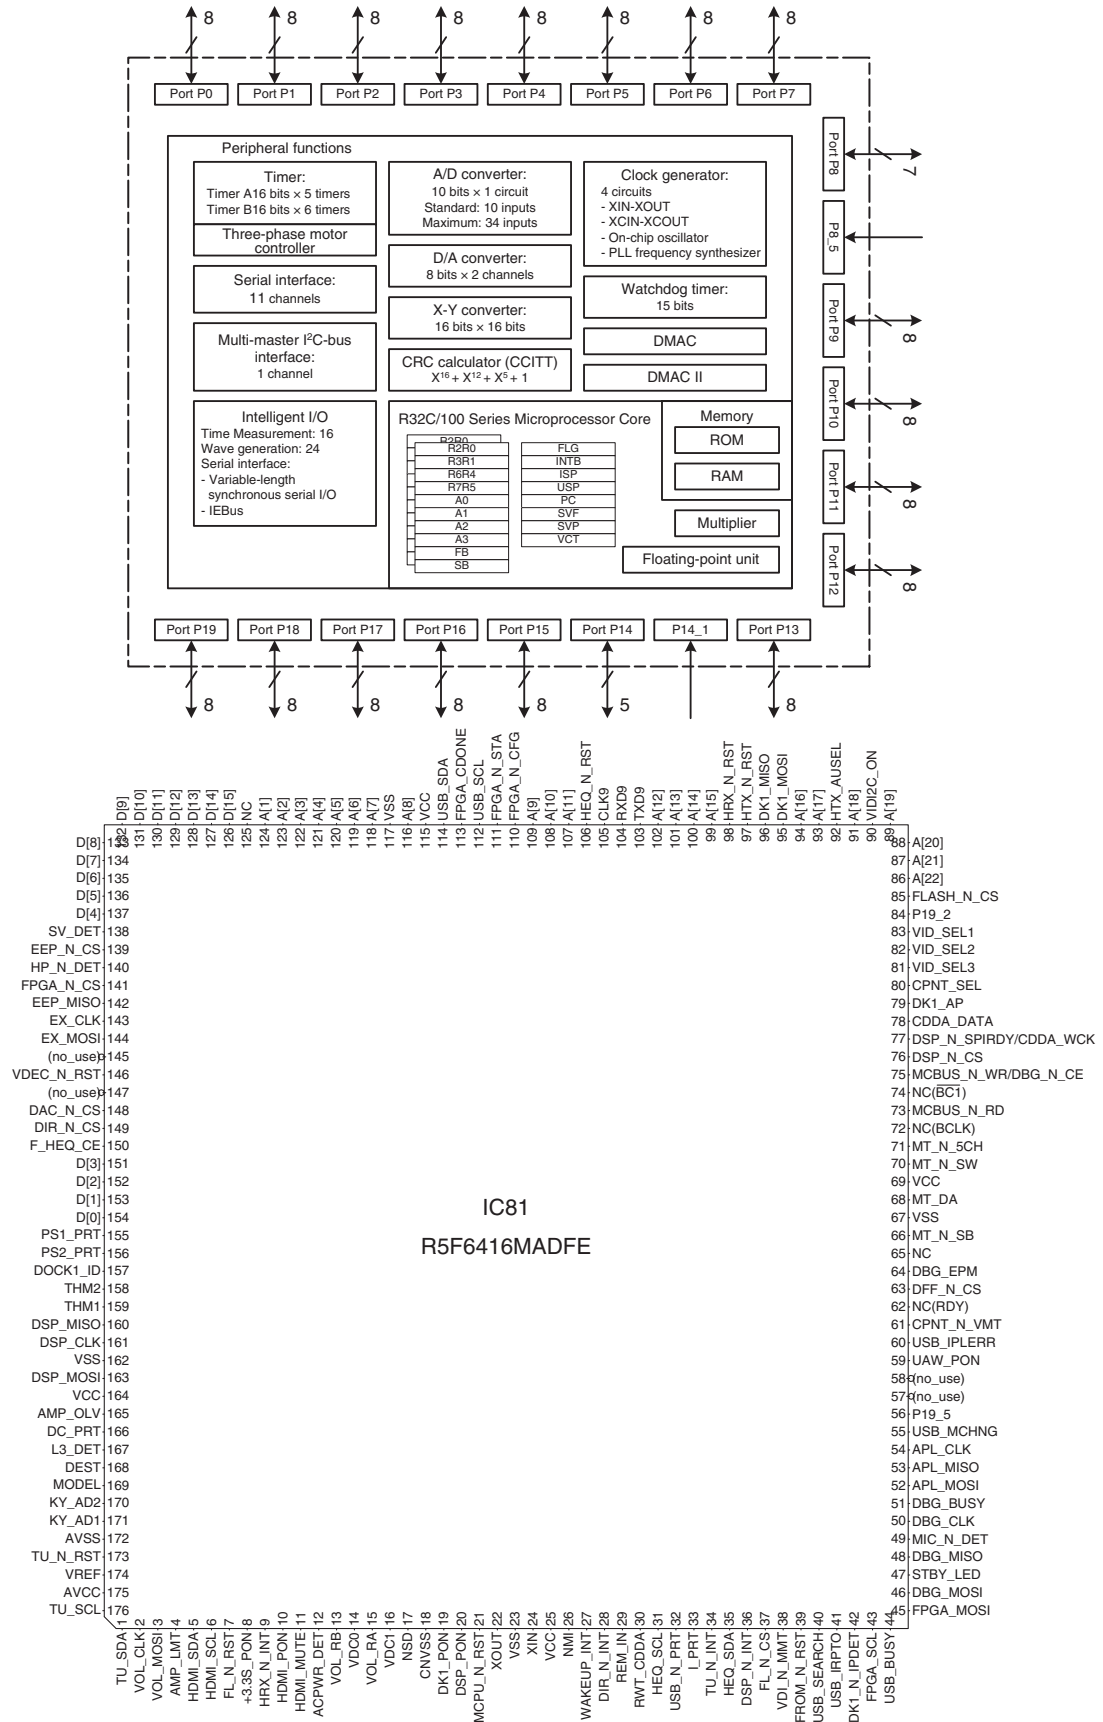 8 8 8 8 8 8 8 8
Port P0 Port P1 Port P2 Port P3 Port P4 Port P5 Port P6 Port P7
Port P8
7
P8_5
Port P9
8
Port P10
8
Port P11
8
Port P12
8
Peripheral functions
Timer:
Timer A16 bits × 5 timers
Timer B16 bits × 6 timers
Three-phase motor
controller
Serial interface:
11 channels
Multi-master I²C-bus
interface:
1 channel
Intelligent I/O
Time Measurement: 16
Wave generation: 24
Serial interface:
- Variable-length
synchronous serial I/O
- IEBus
A/D converter:
10 bits × 1 circuit
Standard: 10 inputs
Maximum: 34 inputs
D/A converter:
8 bits × 2 channels
X-Y converter:
16 bits × 16 bits
CRC calculator (CCITT)
X¹⁶ + X¹² + X⁵ + 1
Clock generator:
4 circuits
- XIN-XOUT
- XCIN-XCOUT
- On-chip oscillator
- PLL frequency synthesizer
Watchdog timer:
15 bits
DMAC
DMAC II
R32C/100 Series Microprocessor Core
R2R0
R2R0
R3R1
R6R4
R7R5
A0
A1
A2
A3
FB
SB
FLG
INTB
ISP
USP
PC
SVF
SVP
VCT
Memory
ROM
RAM
Multiplier
Floating-point unit
Port P19 Port P18 Port P17 Port P16 Port P15 Port P14 P14_1 Port P13
8 8 8 8 8 5 8
132 D[9]
131 D[10]
130 D[11]
129 D[12]
128 D[13]
127 D[14]
126 D[15]
125 NC
124 A[1]
123 A[2]
122 A[3]
121 A[4]
120 A[5]
119 A[6]
118 A[7]
117 VSS
116 A[8]
115 VCC
114 USB_SDA
113 FPGA_CDONE
112 USB_SCL
111 FPGA_N_STA
110 FPGA_N_CFG
109 A[9]
108 A[10]
107 A[11]
106 HEQ_N_RST
105 CLK9
104 RXD9
103 TXD9
102 A[12]
101 A[13]
100 A[14]
99 A[15]
98 HRX_N_RST
97 HTX_N_RST
96 DK1_MISO
95 DK1_MOSI
94 A[16]
93 A[17]
92 HTX_AUSEL
91 A[18]
90 VIDI2C_ON
89 A[19]
D[8] 133
D[7] 134
D[6] 135
D[5] 136
D[4] 137
SV_DET 138
EEP_N_CS 139
HP_N_DET 140
FPGA_N_CS 141
EEP_MISO 142
EX_CLK 143
EX_MOSI 144
(no_use) 145
VDEC_N_RST 146
(no_use) 147
DAC_N_CS 148
DIR_N_CS 149
F_HEQ_CE 150
D[3] 151
D[2] 152
D[1] 153
D[0] 154
PS1_PRT 155
PS2_PRT 156
DOCK1_ID 157
THM2 158
THM1 159
DSP_MISO 160
DSP_CLK 161
VSS 162
DSP_MOSI 163
VCC 164
AMP_OLV 165
DC_PRT 166
L3_DET 167
DEST 168
MODEL 169
KY_AD2 170
KY_AD1 171
AVSS 172
TU_N_RST 173
VREF 174
AVCC 175
TU_SCL 176
IC81
R5F6416MADFE
88 A[20]
87 A[21]
86 A[22]
85 FLASH_N_CS
84 P19_2
83 VID_SEL1
82 VID_SEL2
81 VID_SEL3
80 CPNT_SEL
79 DK1_AP
78 CDDA_DATA
77 DSP_N_SPIRDY/CDDA_WCK
76 DSP_N_CS
75 MCBUS_N_WR/DBG_N_CE
74 NC(B̅C̅1̅)
73 MCBUS_N_RD
72 NC(BCLK)
71 MT_N_5CH
70 MT_N_SW
69 VCC
68 MT_DA
67 VSS
66 MT_N_SB
65 NC
64 DBG_EPM
63 DFF_N_CS
62 NC(RDY)
61 CPNT_N_VMT
60 USB_IPLERR
59 UAW_PON
58 (no_use)
57 (no_use)
56 P19_5
55 USB_MCHNG
54 APL_CLK
53 APL_MISO
52 APL_MOSI
51 DBG_BUSY
50 DBG_CLK
49 MIC_N_DET
48 DBG_MISO
47 STBY_LED
46 DBG_MOSI
45 FPGA_MOSI
TU_SDA 1
VOL_CLK 2
VOL_MOSI 3
AMP_LMT 4
HDMI_SDA 5
HDMI_SCL 6
FL_N_RST 7
+3.3S_PON 8
HRX_N_INT 9
HDMI_PON 10
HDMI_MUTE 11
ACPWR_DET 12
VOL_RB 13
VDC0 14
VOL_RA 15
VDC1 16
NSD 17
CNVSS 18
DK1_PON 19
DSP_PON 20
MCPU_N_RST 21
XOUT 22
VSS 23
XIN 24
VCC 25
NMI 26
WAKEUP_INT 27
DIR_N_INT 28
REM_IN 29
RWT_CDDA 30
HEQ_SCL 31
USB_N_PRT 32
I_PRT 33
TU_N_INT 34
HEQ_SDA 35
DSP_N_INT 36
FL_N_CS 37
VDI_N_MMT 38
FROM_N_RST 39
USB_SEARCH 40
USB_IRPTO 41
DK1_N_IPDET 42
FPGA_SCL 43
USB_BUSY 44